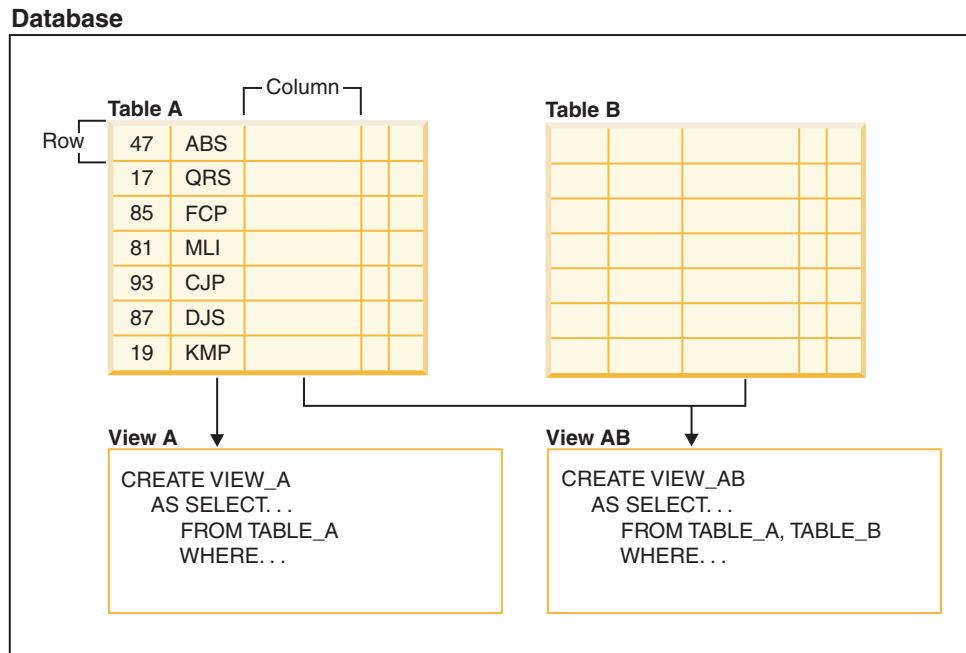 Database
Column
Table A
Table B
Row
47 ABS
17 QRS
85 FCP
81 MLI
93 CJP
87 DJS
19 KMP
View A
CREATE VIEW_A
AS SELECT. . .
FROM TABLE_A
WHERE. . .
View AB
CREATE VIEW_AB
AS SELECT. . .
FROM TABLE_A, TABLE_B
WHERE. . .